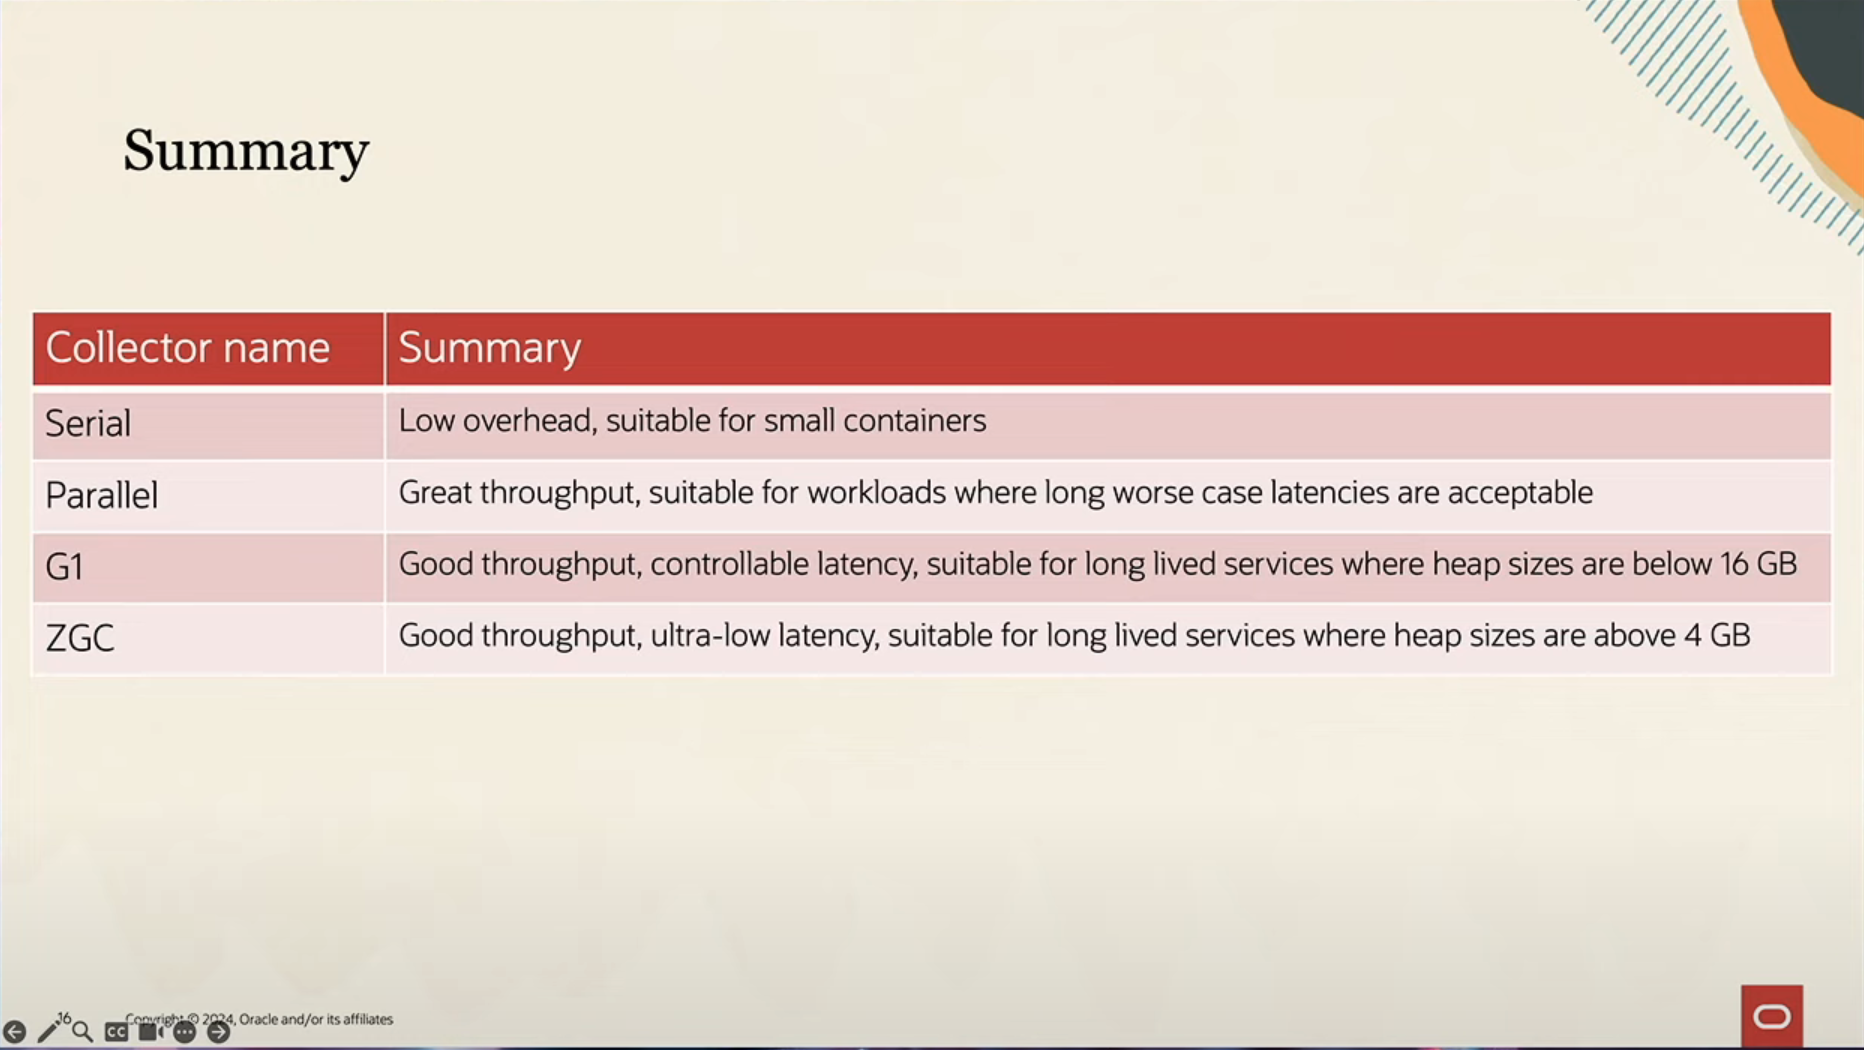 Summary
Collector name Summary
Serial Low overhead, suitable for small containers
Parallel Great throughput, suitable for workloads where long worse case latencies are acceptable
G1 Good throughput, controllable latency, suitable for long lived services where heap sizes are below 16 GB
ZGC Good throughput, ultra-low latency, suitable for long lived services where heap sizes are above 4 GB
16 Copyright © 2024, Oracle and/or its affiliates
CC